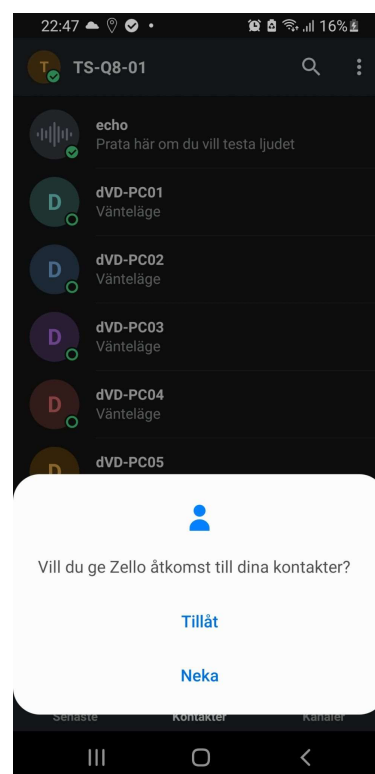 22:47
16%
T
TS-Q8-01
echo
Prata här om du vill testa ljudet
D
dVD-PC01
Vänteläge
D
dVD-PC02
Vänteläge
D
dVD-PC03
Vänteläge
D
dVD-PC04
Vänteläge
D
dVD-PC05
Vill du ge Zello åtkomst till dina kontakter?
Tillåt
Neka
Senaste
Kontakter
Kanaler